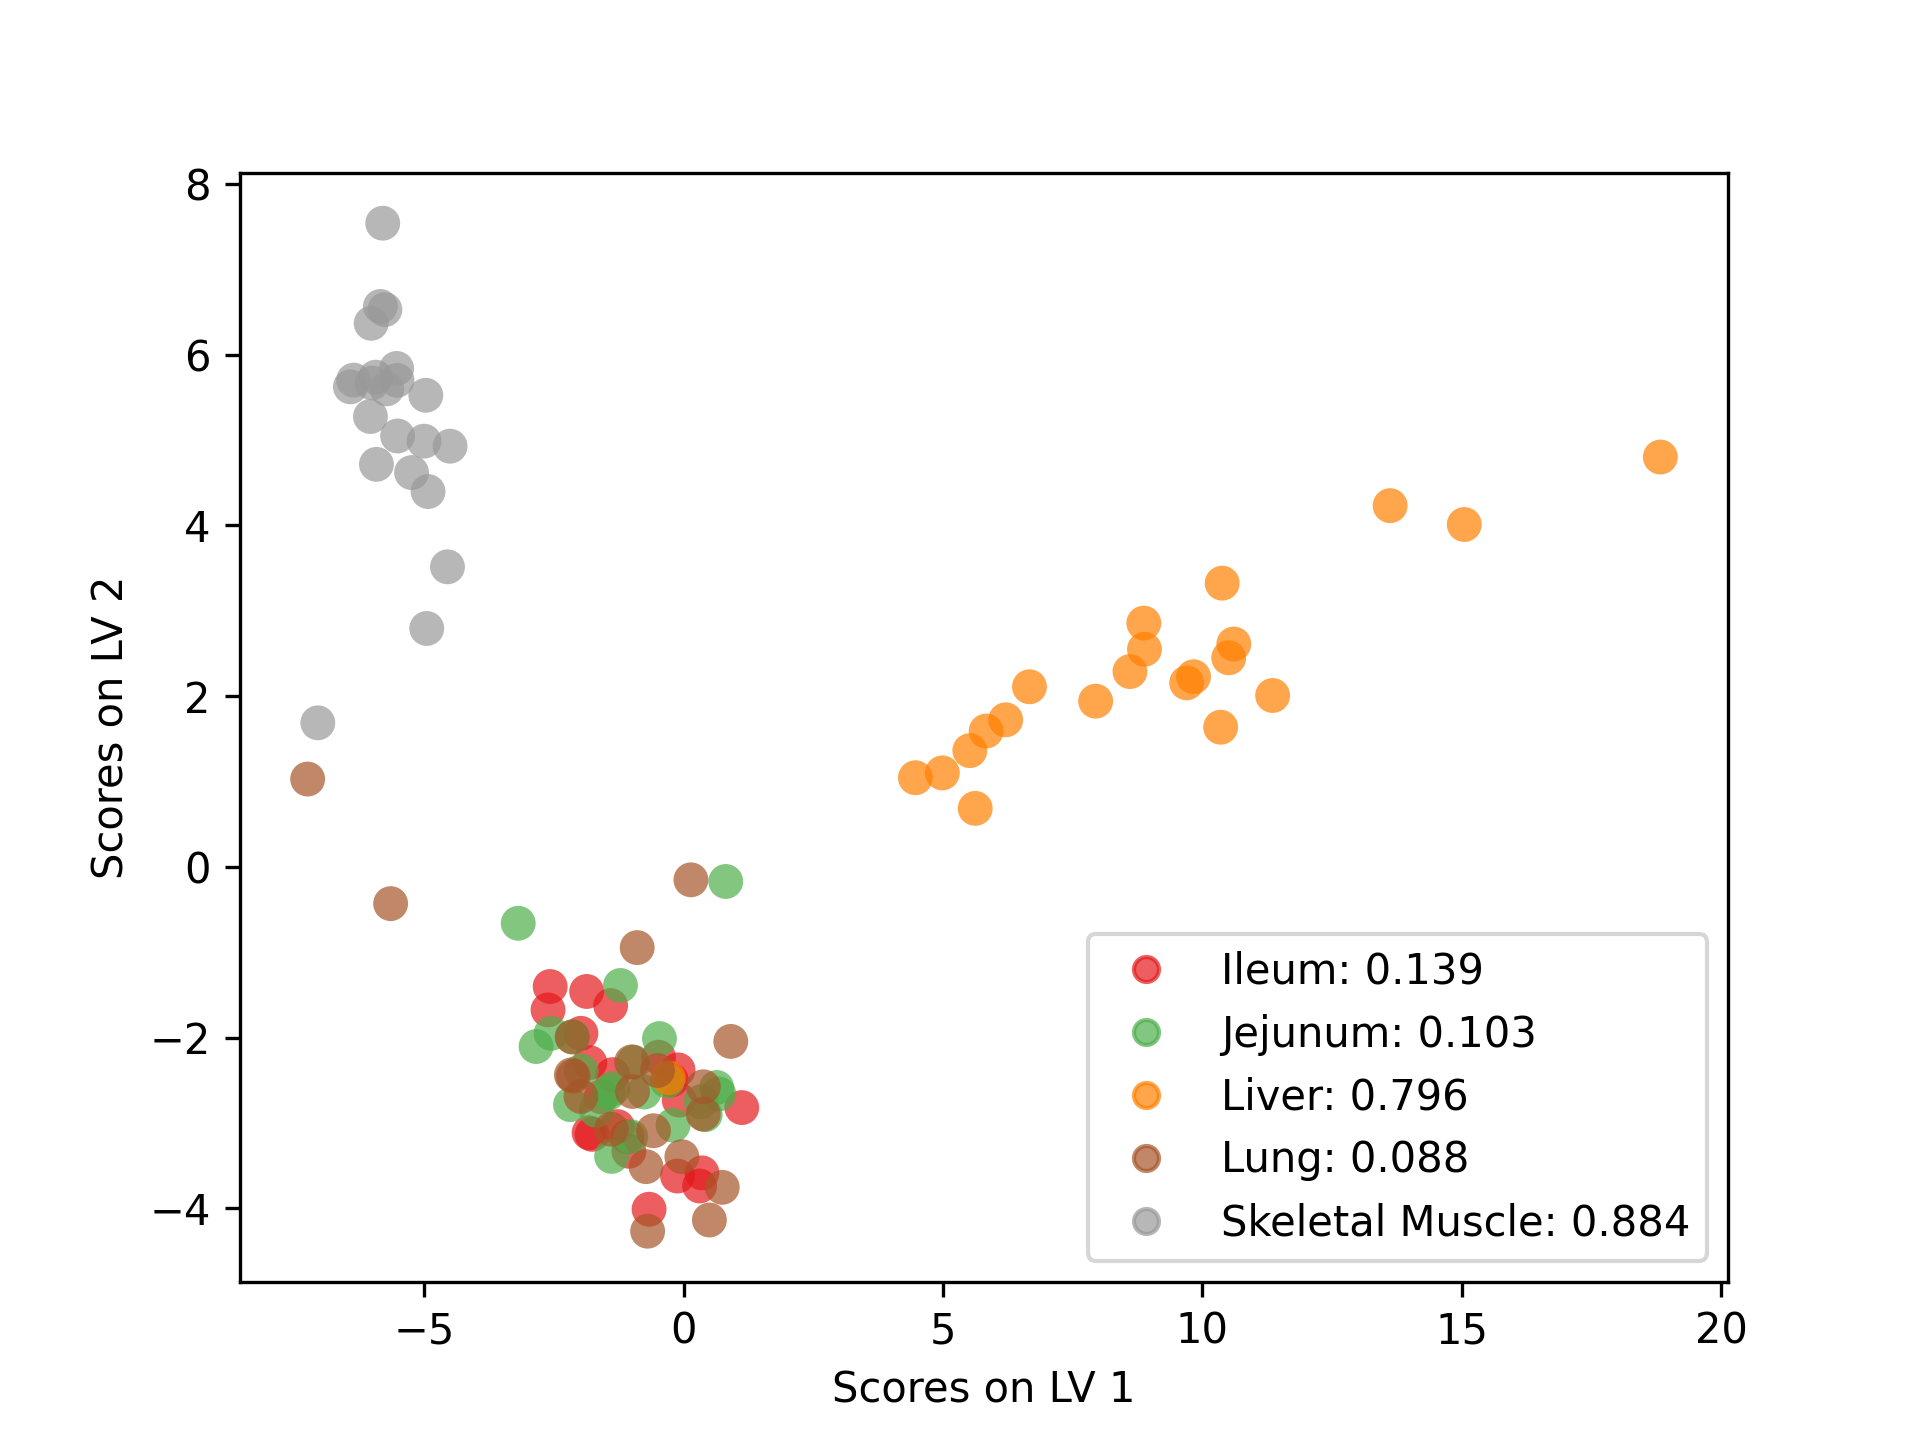 8
6
4
2
0
−2
−4
Scores on LV 2
−5
0
5
10
15
20
Scores on LV 1
Ileum: 0.139
Jejunum: 0.103
Liver: 0.796
Lung: 0.088
Skeletal Muscle: 0.884